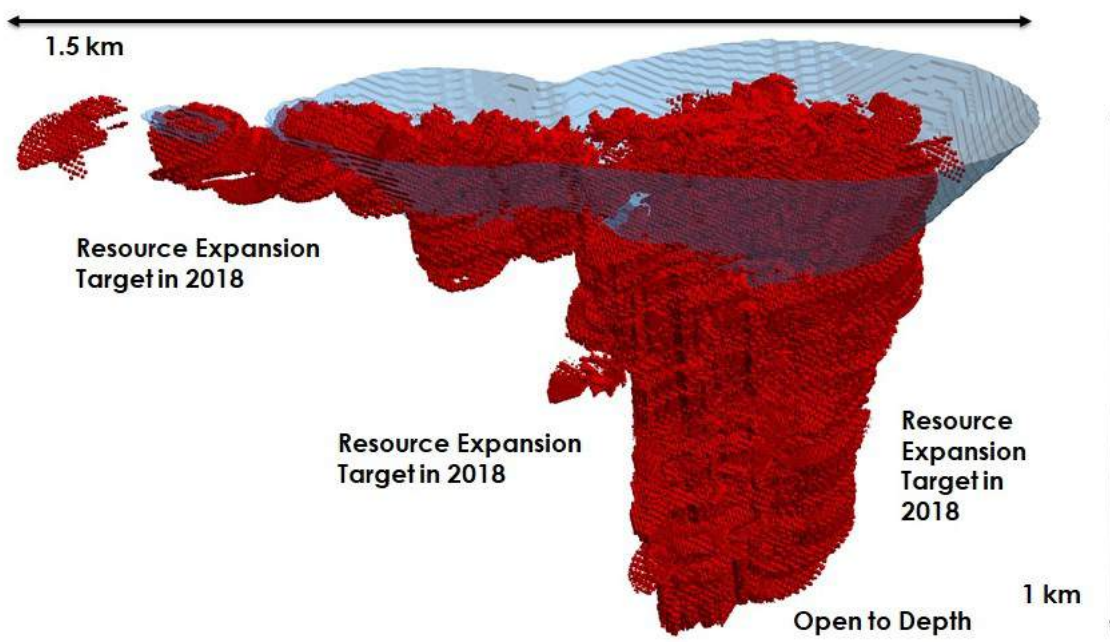 1.5 km
Resource Expansion
Target in 2018
Resource Expansion
Target in 2018
Resource
Expansion
Target in
2018
1 km
Open to Depth